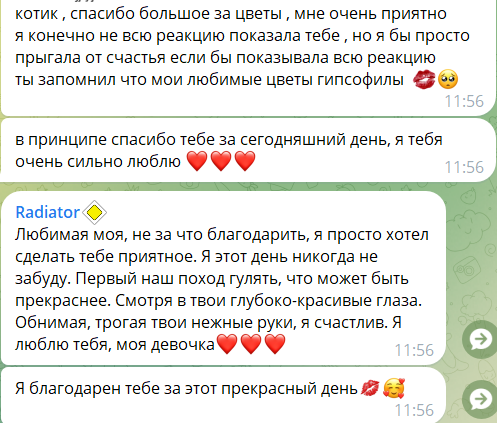 котик , спасибо большое за цветы , мне очень приятно
я конечно не всю реакцию показала тебе , но я бы просто
прыгала от счастья если бы показывала всю реакцию
ты запомнил что мои любимые цветы гипсофилы 💋🥺
11:56
в принципе спасибо тебе за сегодняшний день, я тебя
очень сильно люблю ❤️❤️❤️
11:56
Radiator
Любимая моя, не за что благодарить, я просто хотел
сделать тебе приятное. Я этот день никогда не
забуду. Первый наш поход гулять, что может быть
прекраснее. Смотря в твои глубоко-красивые глаза.
Обнимая, трогая твои нежные руки, я счастлив. Я
люблю тебя, моя девочка❤️❤️❤️
11:56
Я благодарен тебе за этот прекрасный день💋🥰
11:56